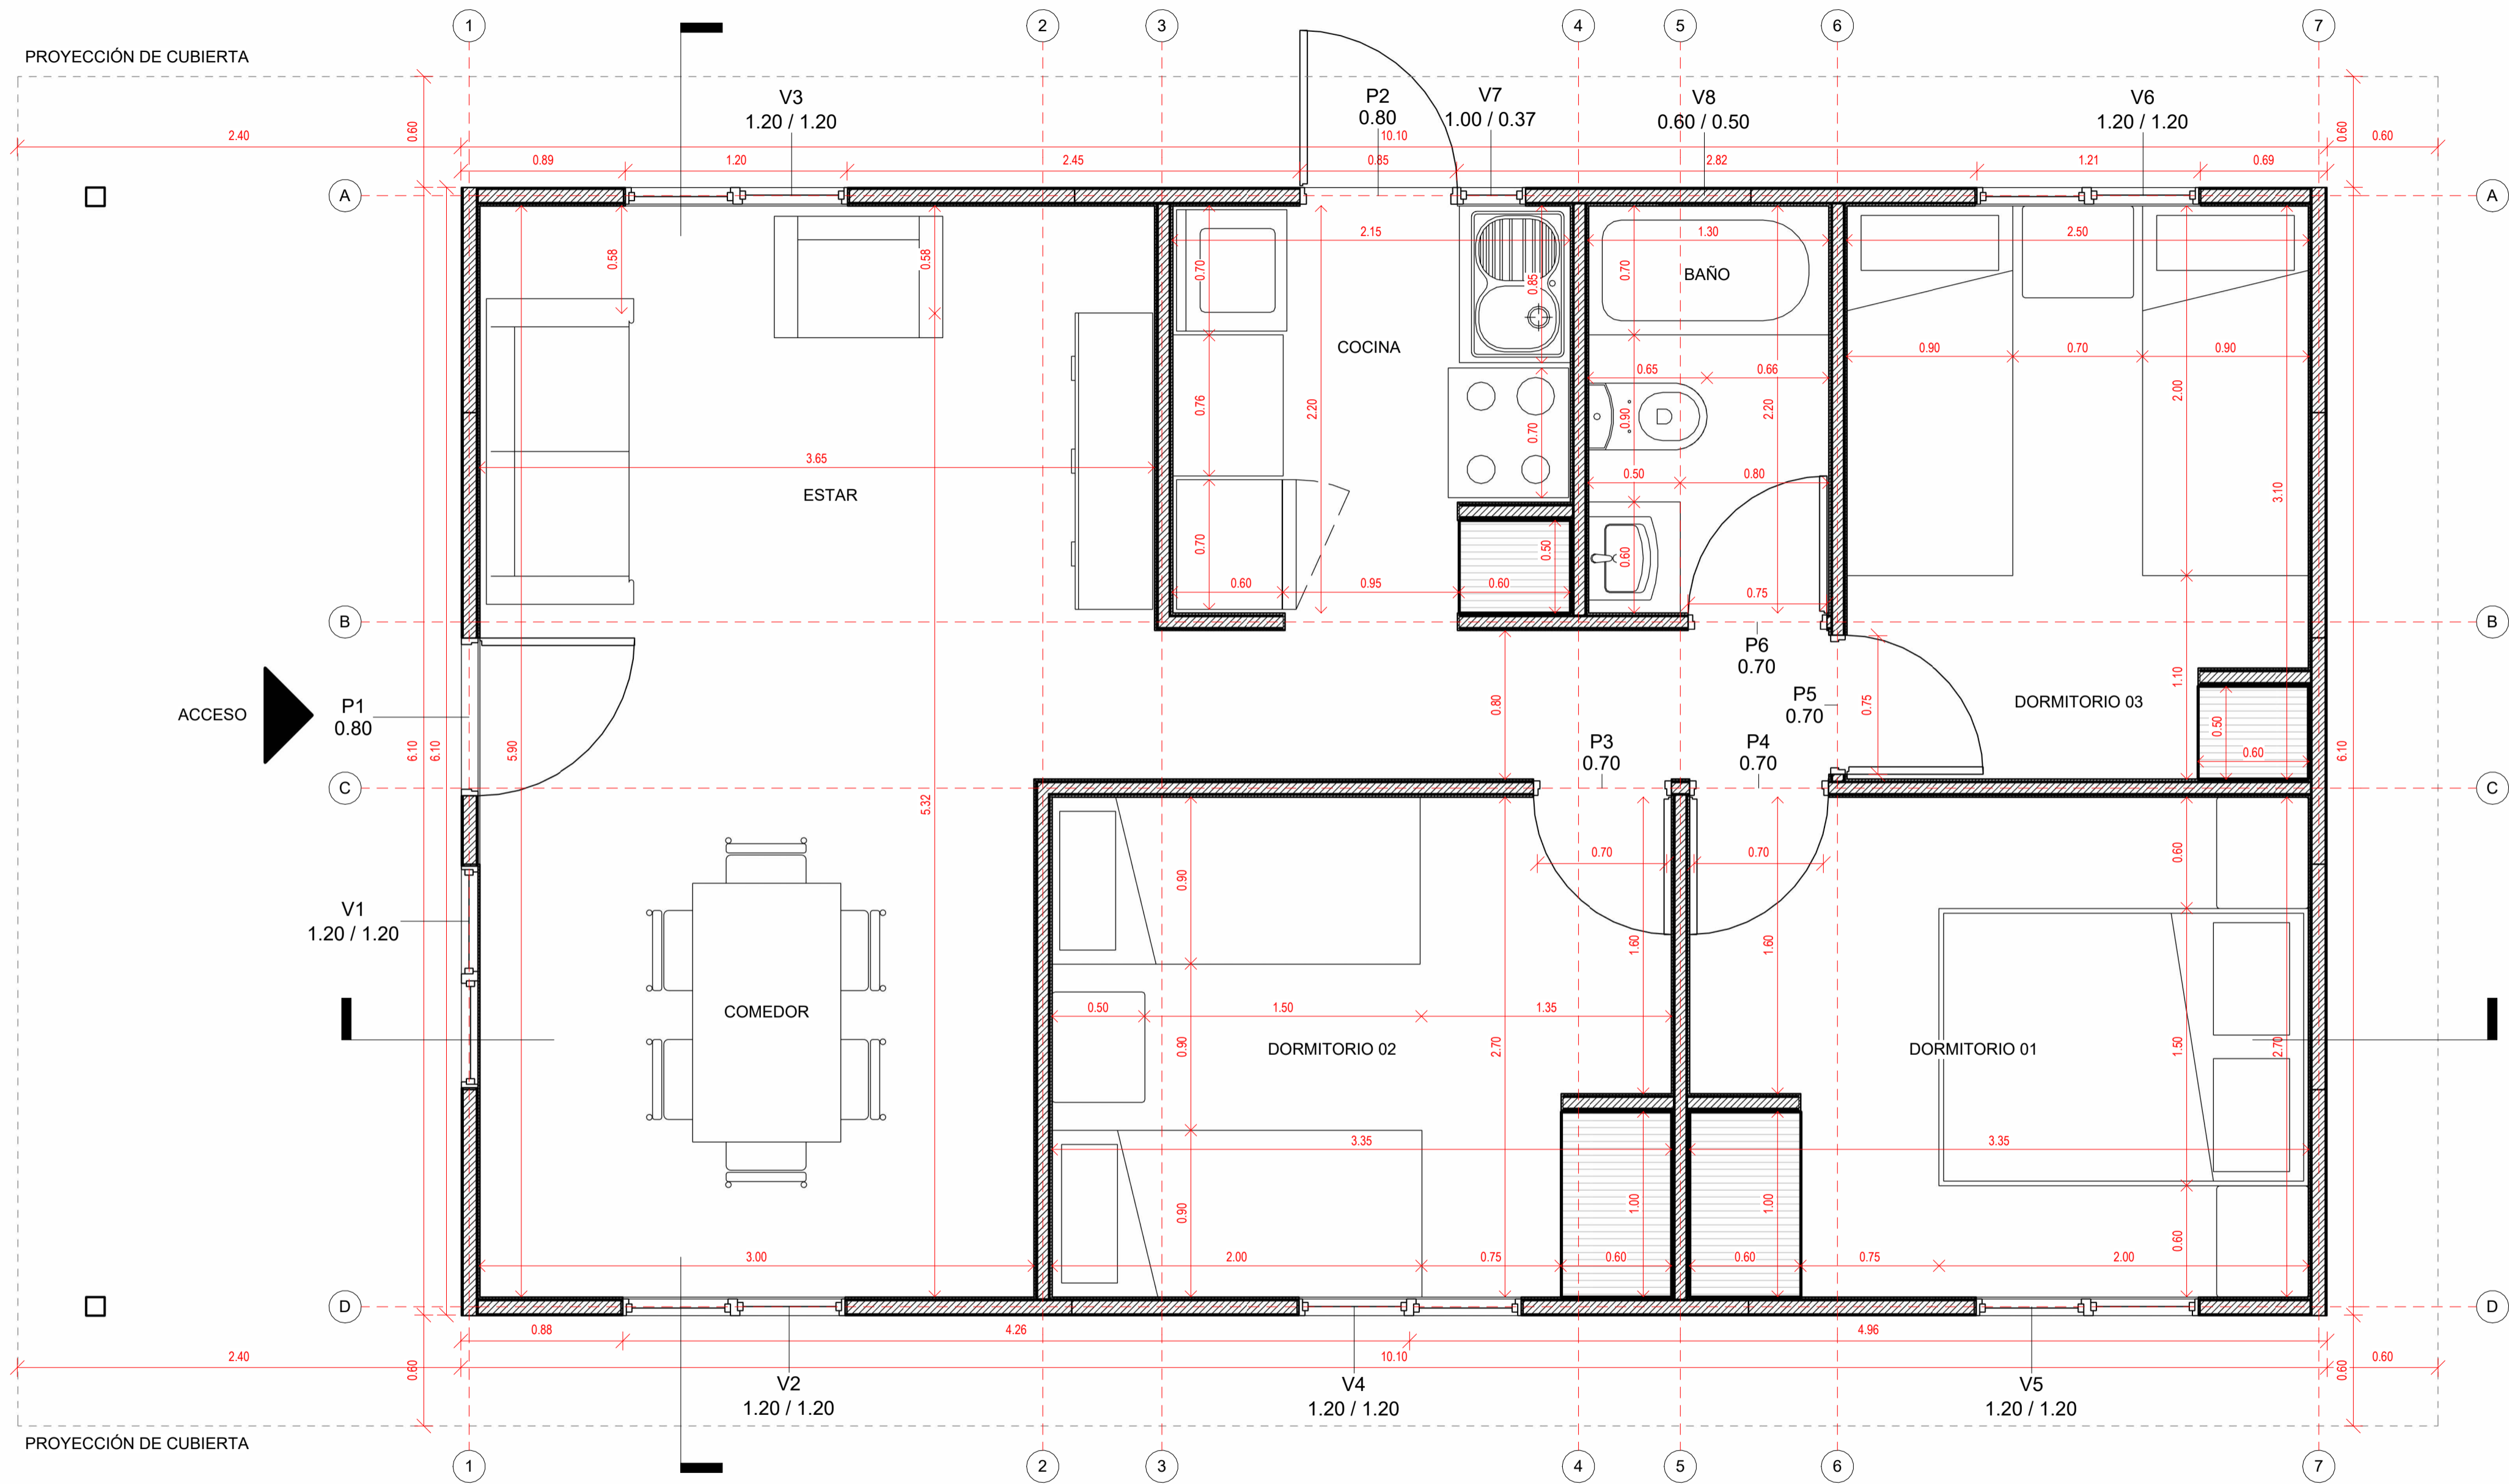 1 2 3 4 5 6 7
PROYECCIÓN DE CUBIERTA
V3
1.20 / 1.20
P2
0.80
V7
1.00 / 0.37
V8
0.60 / 0.50
V6
1.20 / 1.20
2.40 0.60 10.10 0.60 0.60
0.89 1.20 2.45 0.85 2.82 1.21 0.69
A A
2.15 1.30 2.50
0.58 0.58 0.70 0.85 0.70
BAÑO
COCINA
0.90 0.70 0.90
0.65 0.66
2.00
0.76 2.20 0.70 0.90 2.20
3.65
0.50 0.80
ESTAR
3.10
0.70 0.50 0.60
0.60 0.95 0.60 0.75
B B
P6
0.70
1.10
P5
0.70
0.75
DORMITORIO 03
0.80
ACCESO
P1
0.80
0.50
0.60
6.10 6.10 5.90 6.10
P3
0.70
P4
0.70
C C
5.32
0.70 0.70
0.90 0.60
V1
1.20 / 1.20
1.60 1.60
COMEDOR
0.50 1.50 1.35
DORMITORIO 02
DORMITORIO 01
0.90 2.70 1.50 2.70
3.35 3.35
0.90 1.00 1.00 0.60
3.00 2.00 0.75 0.60 0.60 0.75 2.00
D D
0.88 4.26 4.96
2.40 0.60 10.10 0.60 0.60
V2
1.20 / 1.20
V4
1.20 / 1.20
V5
1.20 / 1.20
PROYECCIÓN DE CUBIERTA
1 2 3 4 5 6 7